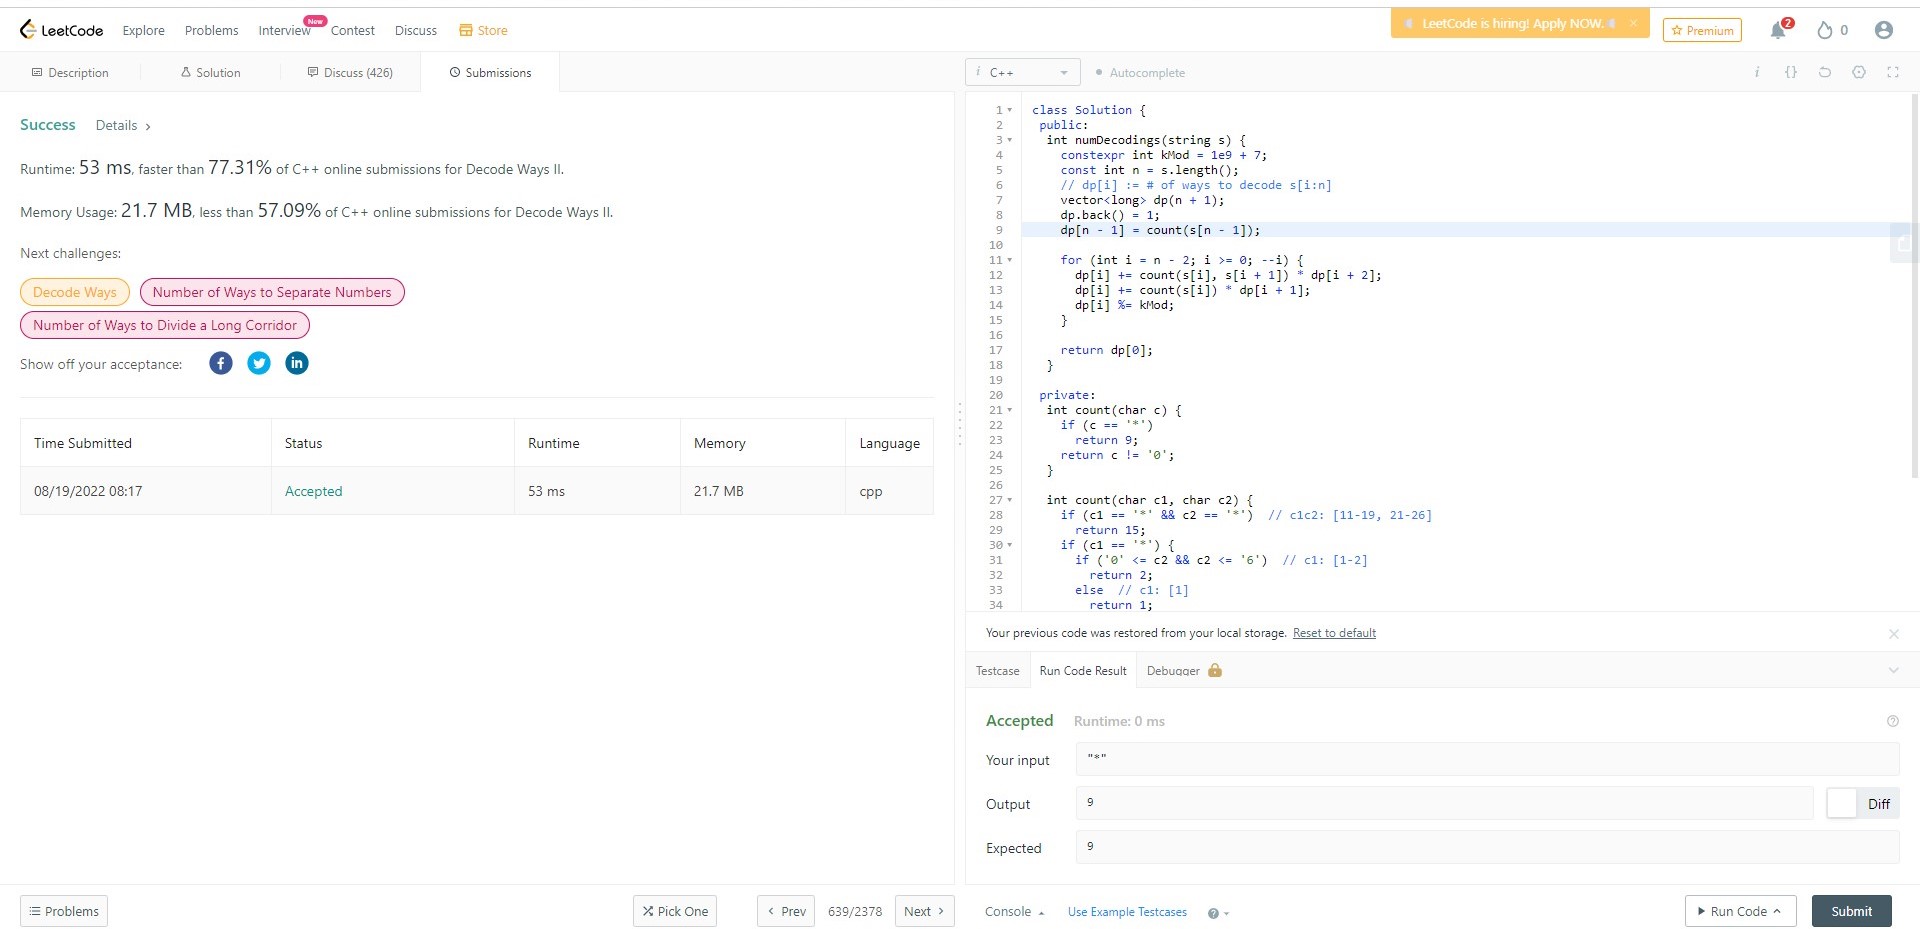 LeetCode Explore Problems Interview New Contest Discuss Store
LeetCode is hiring! Apply NOW. × Premium 2 0
Description Solution Discuss (426) Submissions
Success Details >
Runtime: 53 ms, faster than 77.31% of C++ online submissions for Decode Ways II.
Memory Usage: 21.7 MB, less than 57.09% of C++ online submissions for Decode Ways II.
Next challenges:
Decode Ways Number of Ways to Separate Numbers
Number of Ways to Divide a Long Corridor
Show off your acceptance:
Time Submitted Status Runtime Memory Language
08/19/2022 08:17 Accepted 53 ms 21.7 MB cpp
Problems Pick One < Prev 639/2378 Next >
i C++ Autocomplete i {}
1 class Solution {
2 public:
3 int numDecodings(string s) {
4 constexpr int kMod = 1e9 + 7;
5 const int n = s.length();
6 // dp[i] := # of ways to decode s[i:n]
7 vector<long> dp(n + 1);
8 dp.back() = 1;
9 dp[n - 1] = count(s[n - 1]);
10
11 for (int i = n - 2; i >= 0; --i) {
12 dp[i] += count(s[i], s[i + 1]) * dp[i + 2];
13 dp[i] += count(s[i]) * dp[i + 1];
14 dp[i] %= kMod;
15 }
16
17 return dp[0];
18 }
19
20 private:
21 int count(char c) {
22 if (c == '*')
23 return 9;
24 return c != '0';
25 }
26
27 int count(char c1, char c2) {
28 if (c1 == '*' && c2 == '*') // c1c2: [11-19, 21-26]
29 return 15;
30 if (c1 == '*') {
31 if ('0' <= c2 && c2 <= '6') // c1: [1-2]
32 return 2;
33 else // c1: [1]
34 return 1;
Your previous code was restored from your local storage. Reset to default ×
Testcase Run Code Result Debugger
Accepted Runtime: 0 ms ?
Your input "*"
Output 9 Diff
Expected 9
Console Use Example Testcases ? Run Code Submit